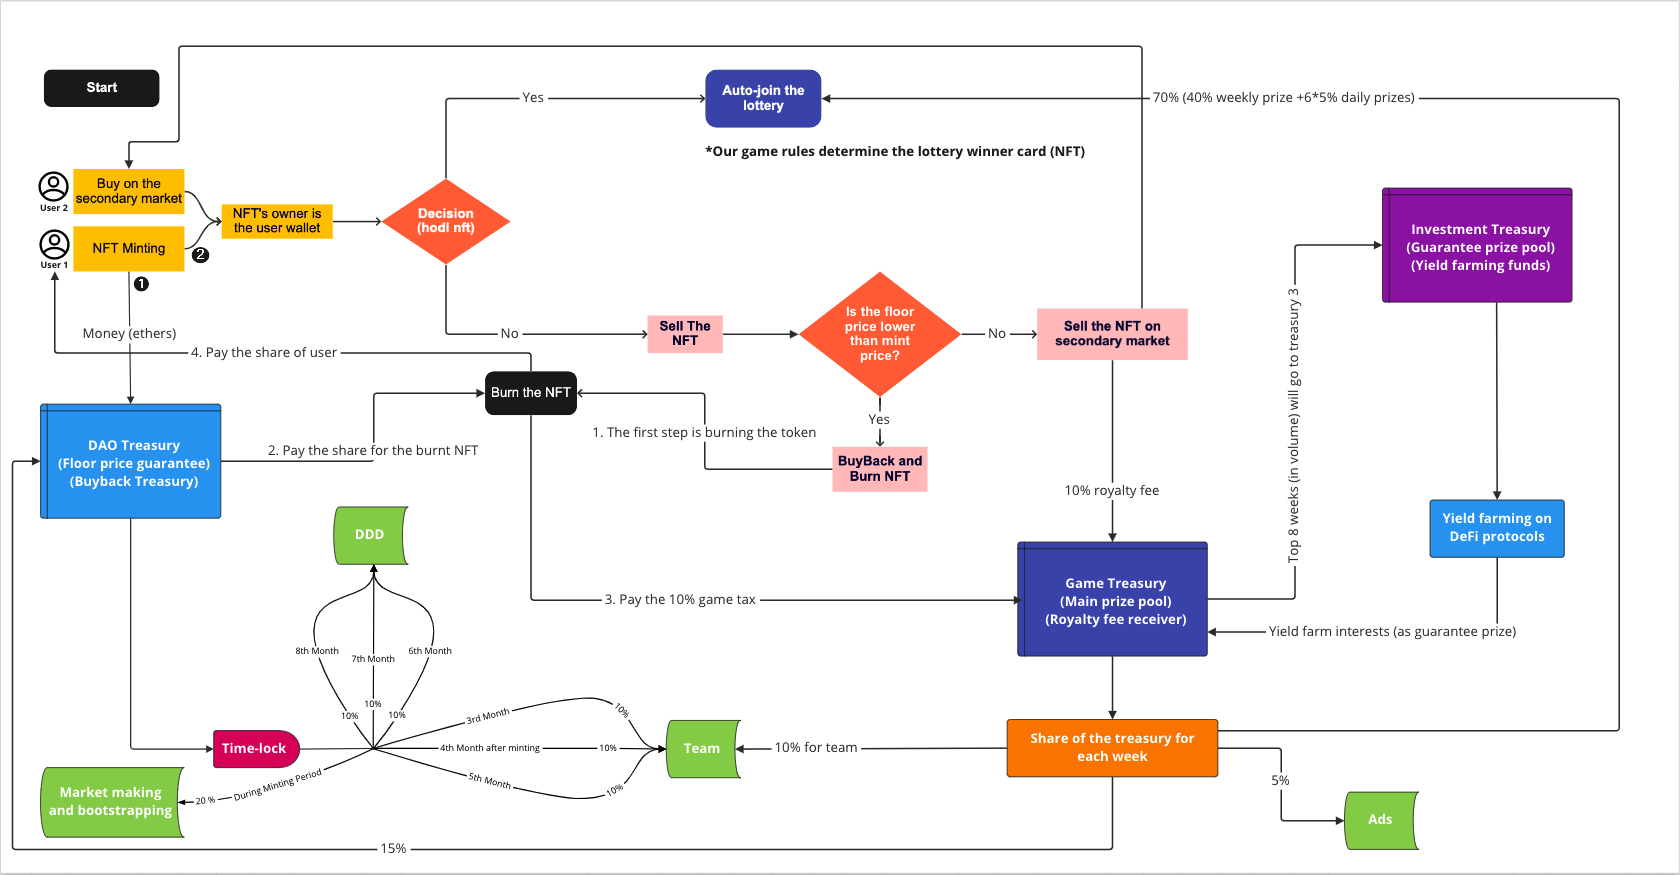 Start
Yes
Auto-join the
lottery
70% (40% weekly prize +6*5% daily prizes)
*Our game rules determine the lottery winner card (NFT)
User 2
Buy on the
secondary market
NFT's owner is
the user wallet
Decision
(hodl nft)
User 1
NFT Minting
2
1
Investment Treasury
(Guarantee prize pool)
(Yield farming funds)
Money (ethers)
No
Sell The
NFT
Is the floor
price lower
than mint
price?
No
Sell the NFT on
secondary market
4. Pay the share of user
Burn the NFT
Yes
1. The first step is burning the token
BuyBack and
Burn NFT
Top 8 weeks (in volume) will go to treasury 3
DAO Treasury
(Floor price guarantee)
(Buyback Treasury)
2. Pay the share for the burnt NFT
10% royalty fee
Yield farming on
DeFi protocols
DDD
3. Pay the 10% game tax
Game Treasury
(Main prize pool)
(Royalty fee receiver)
Yield farm interests (as guarantee prize)
8th Month
7th Month
6th Month
10%
10%
10%
3rd Month
10%
Time-lock
4th Month after minting
10%
Team
10% for team
Share of the treasury for
each week
5th Month
10%
5%
Market making
and bootstrapping
20 %
During Minting Period
Ads
15%